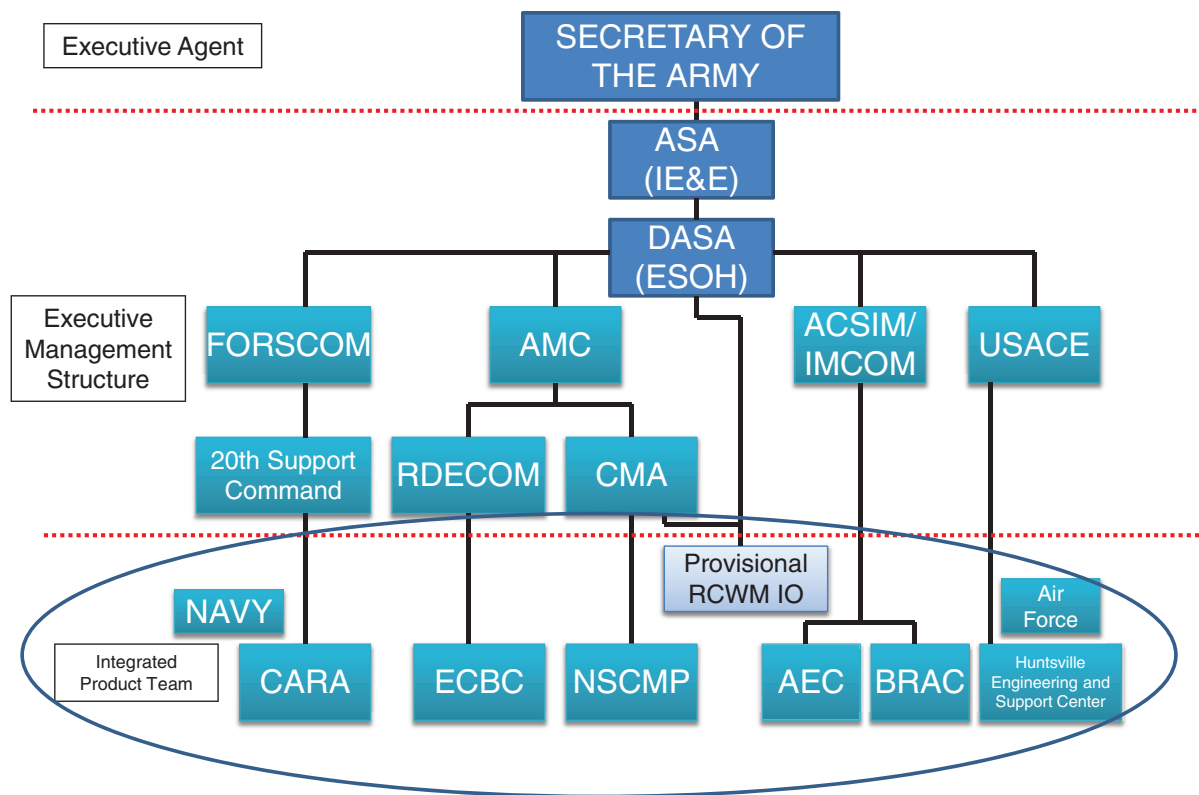 Executive Agent
SECRETARY OF
THE ARMY
ASA
(IE&E)
DASA
(ESOH)
Executive
Management
Structure
FORSCOM
AMC
ACSIM/
IMCOM
USACE
20th Support
Command
RDECOM
CMA
Provisional
RCWM IO
NAVY
Air
Force
Integrated
Product Team
CARA
ECBC
NSCMP
AEC
BRAC
Huntsville
Engineering and
Support Center